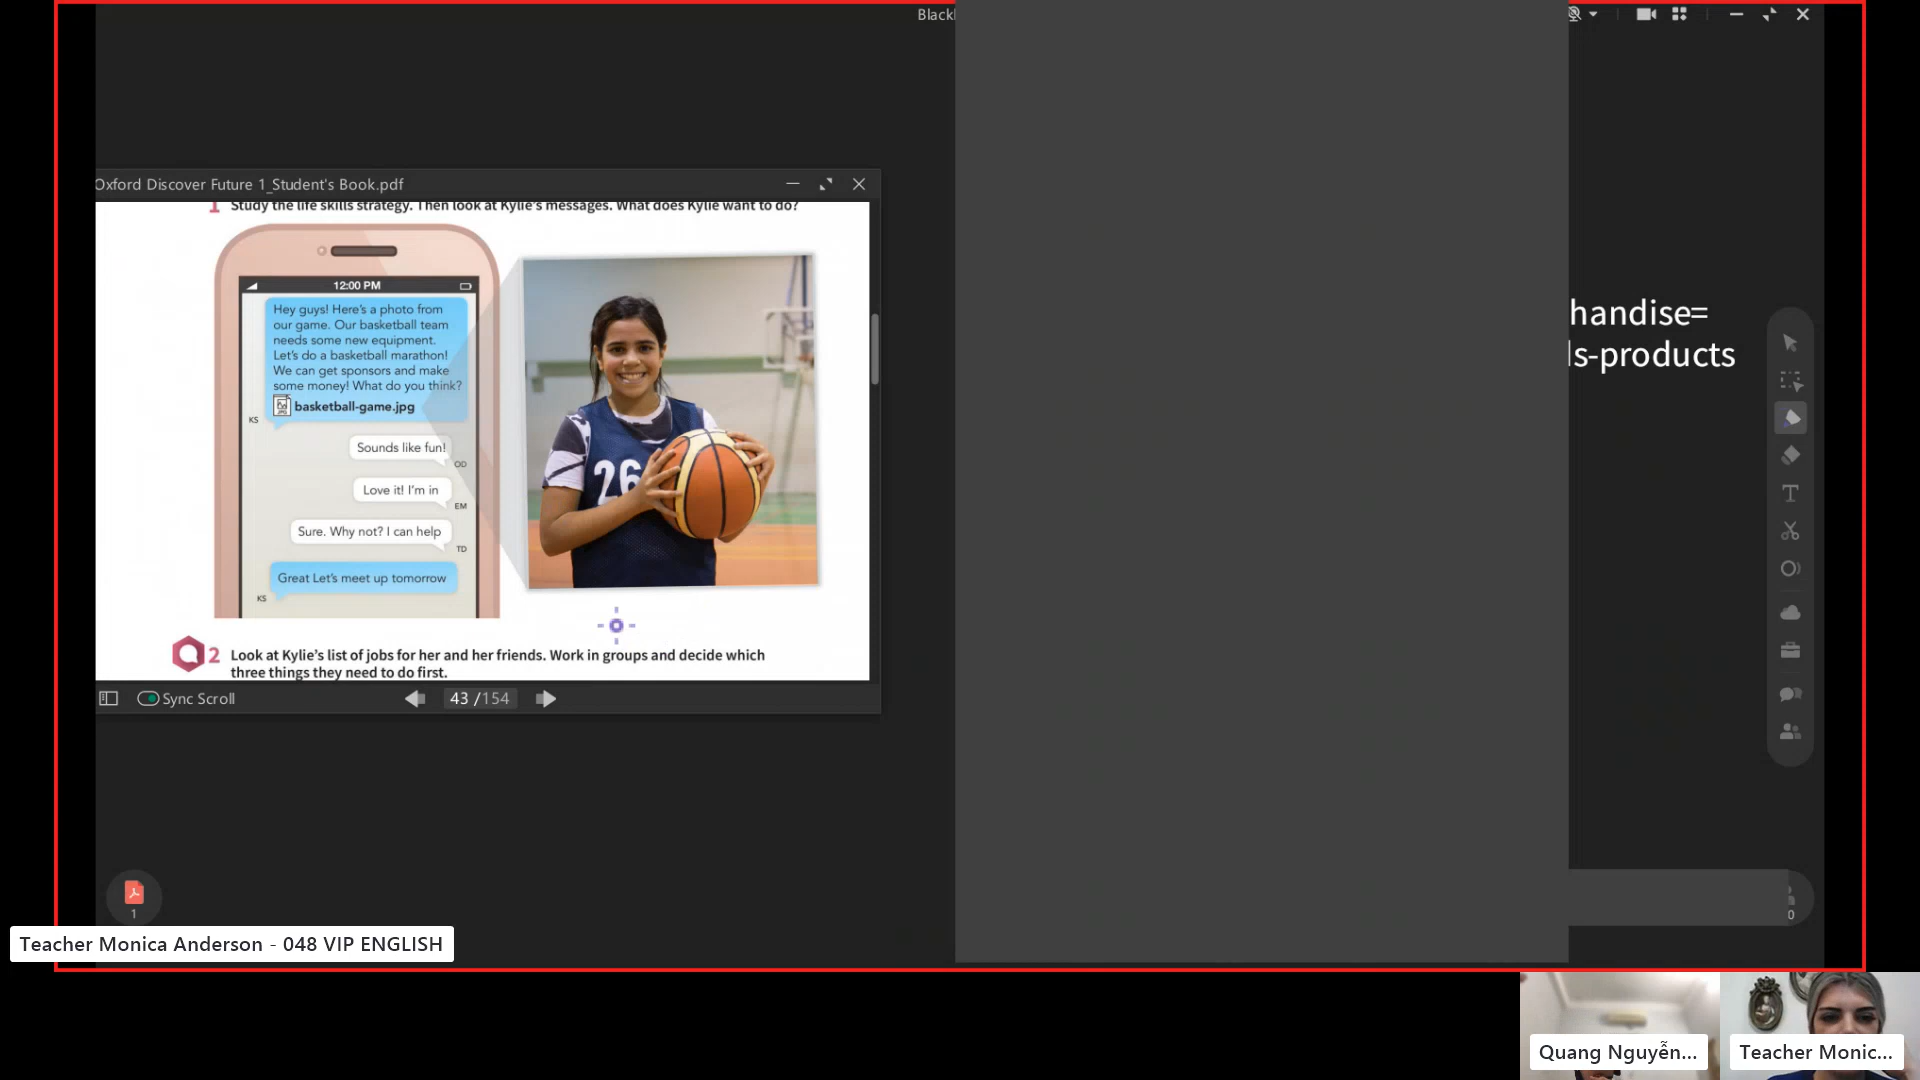 Black
Oxford Discover Future 1_Student's Book.pdf
1 Study the life skills strategy. Then look at Kylie's messages. What does Kylie want to do?
12:00 PM
Hey guys! Here's a photo from
our game. Our basketball team
needs some new equipment.
Let's do a basketball marathon!
We can get sponsors and make
some money! What do you think?
basketball-game.jpg
KS
Sounds like fun!
OD
Love it! I'm in
EM
Sure. Why not? I can help
TD
Great Let's meet up tomorrow
KS
26
2 Look at Kylie's list of jobs for her and her friends. Work in groups and decide which
three things they need to do first.
Sync Scroll
43 /154
handise=
ls-products
1
0
Teacher Monica Anderson - 048 VIP ENGLISH
Quang Nguyễn...
Teacher Monic...